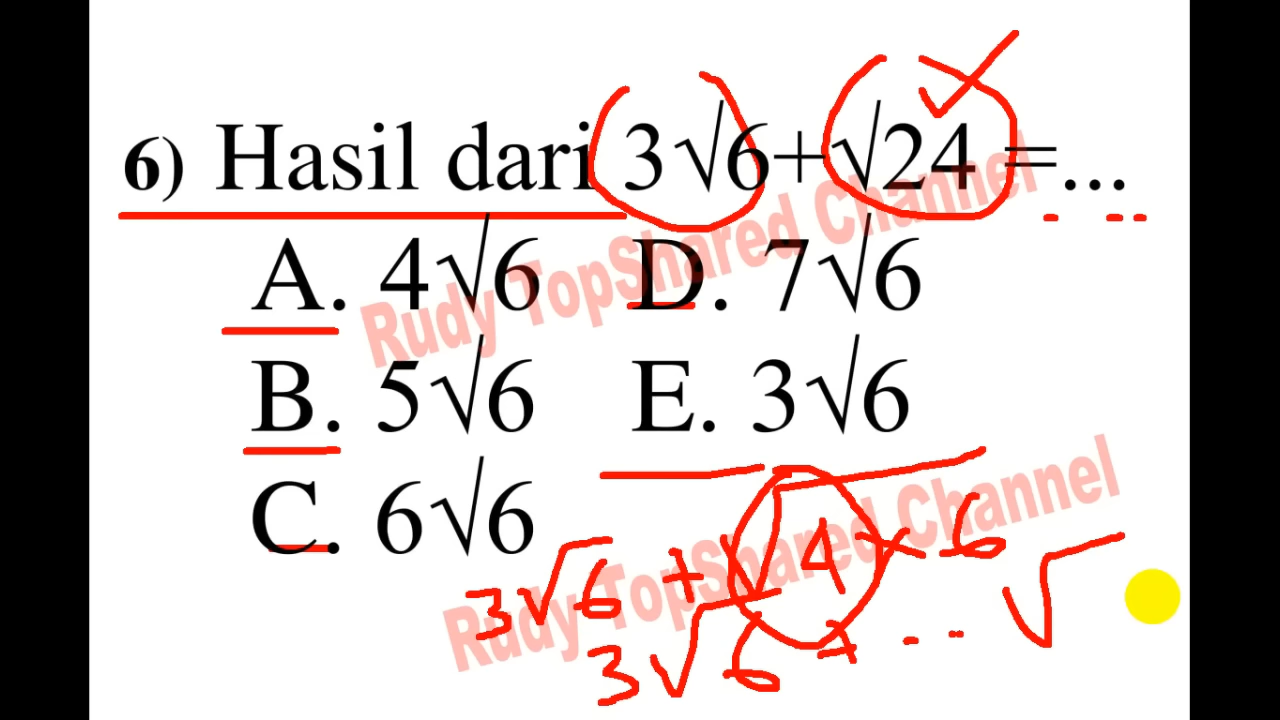 6) Hasil dari 3√6+√24 =...
A. 4√6 D. 7√6
B. 5√6 E. 3√6
C. 6√6
3√6 + √4 × 6
3√6 + ... √
Rudy TopShared Channel
Rudy TopShared Channel